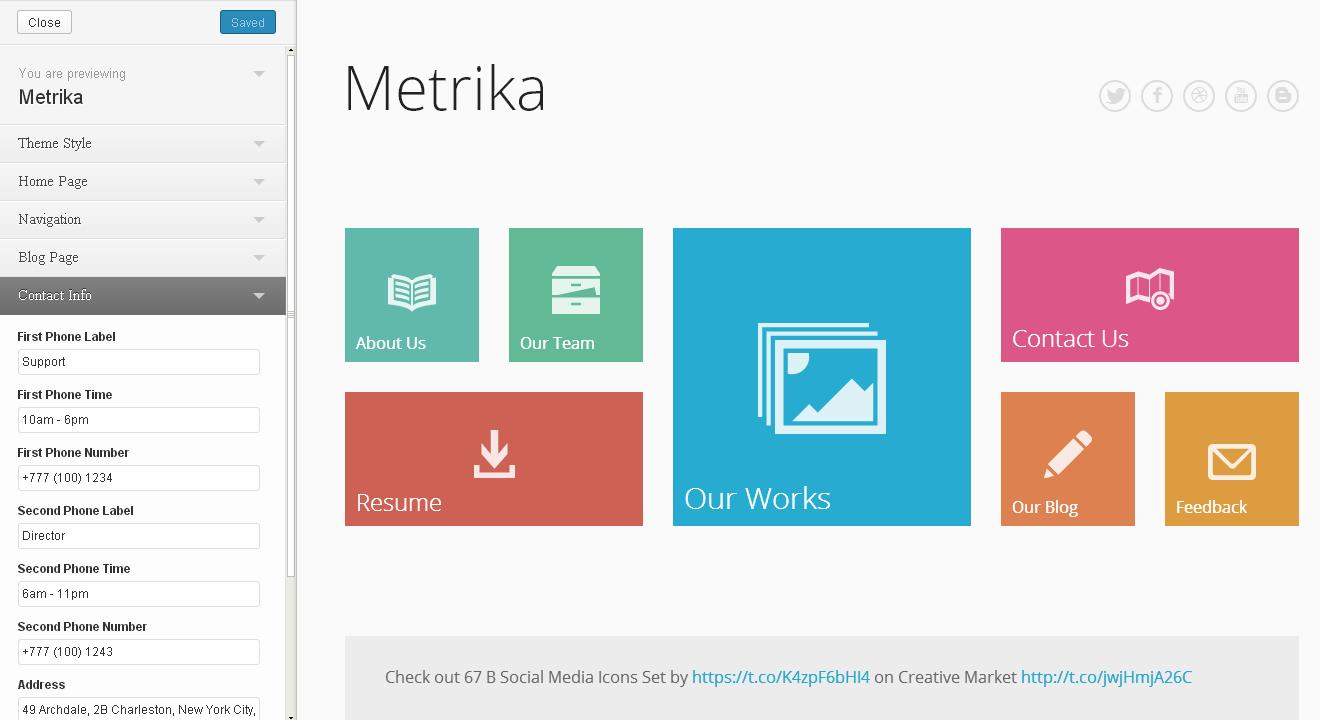 Close
Saved
You are previewing
Metrika
Theme Style
Home Page
Navigation
Blog Page
Contact Info
First Phone Label
Support
First Phone Time
10am - 6pm
First Phone Number
+777 (100) 1234
Second Phone Label
Director
Second Phone Time
6am - 11pm
Second Phone Number
+777 (100) 1243
Address
49 Archdale, 2B Charleston, New York City,
Metrika
You Tube
About Us
Our Team
Our Works
Contact Us
Resume
Our Blog
Feedback
Check out 67 B Social Media Icons Set by https://t.co/K4zpF6bHI4 on Creative Market http://t.co/jwjHmjA26C